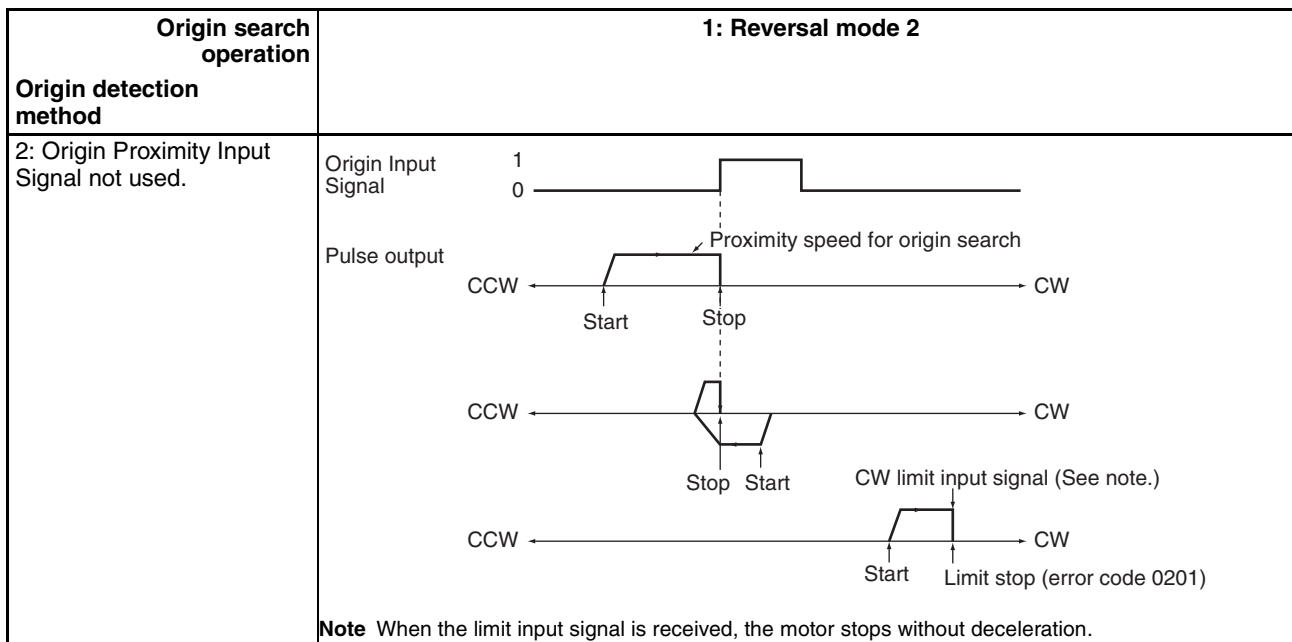 Origin search
operation
1: Reversal mode 2
Origin detection
method
2: Origin Proximity Input
Signal not used.
Origin Input
Signal
1
0
Proximity speed for origin search
Pulse output
CCW
CW
Start
Stop
CCW
CW
Stop
Start
CW limit input signal (See note.)
CCW
CW
Start
Limit stop (error code 0201)
Note When the limit input signal is received, the motor stops without deceleration.